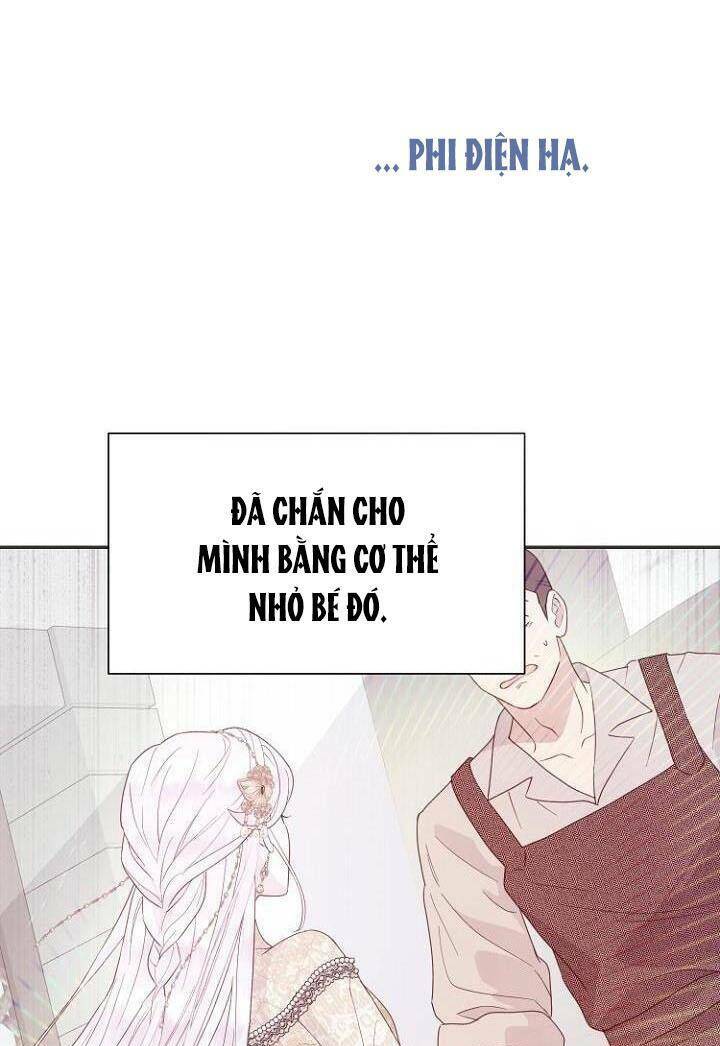 ... PHI ĐIỆN HẠ.
ĐÃ CHẮN CHO
MÌNH BẰNG CƠ THỂ
NHỎ BÉ ĐÓ.